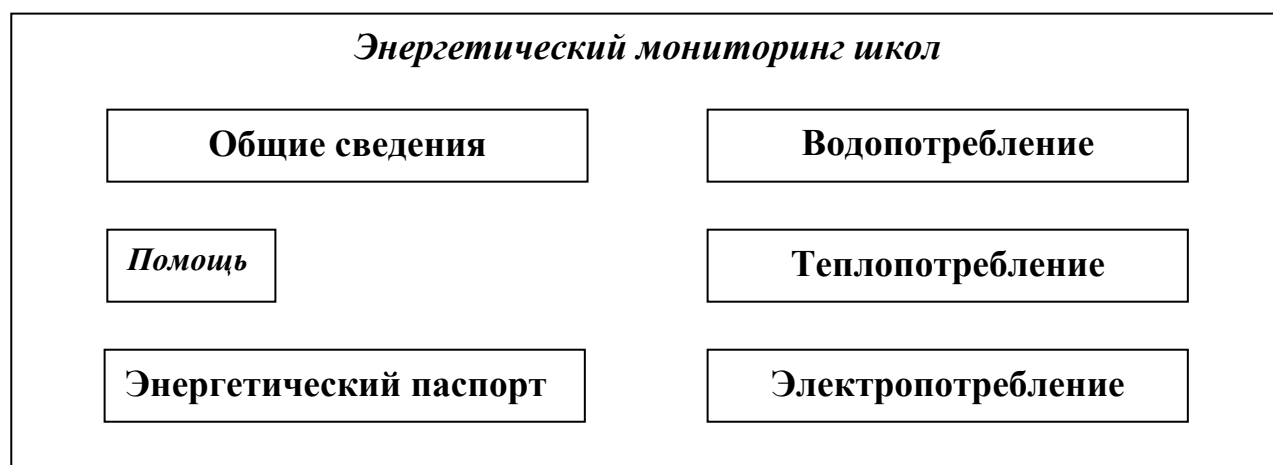 Энергетический мониторинг школ
Общие сведения
Водопотребление
Помощь
Теплопотребление
Энергетический паспорт
Электропотребление